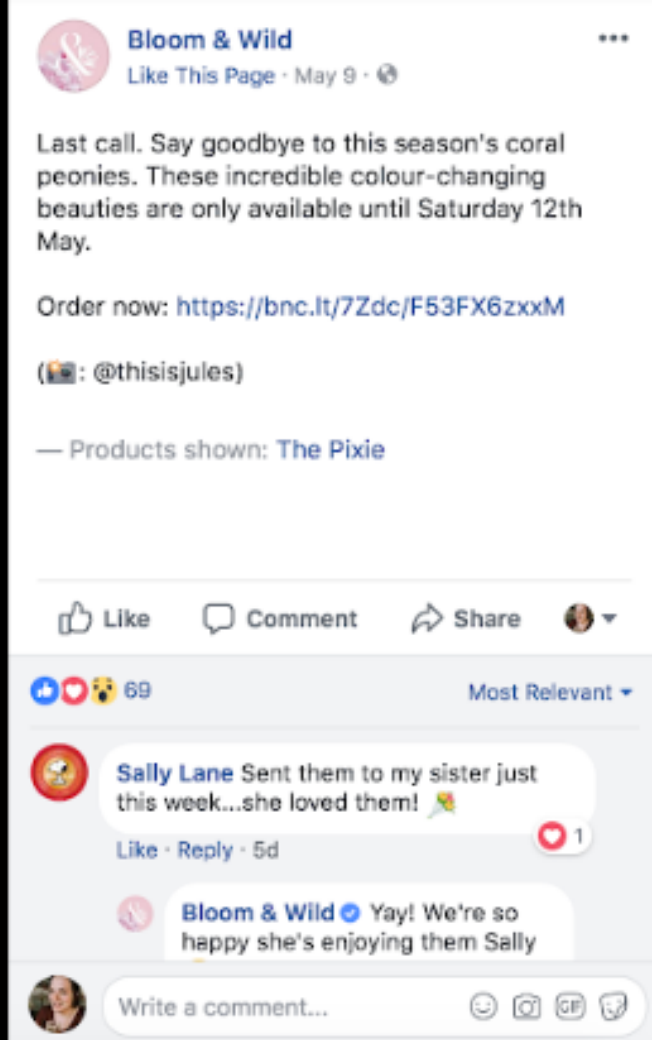 Bloom & Wild
Like This Page · May 9 ·
Last call. Say goodbye to this season's coral
peonies. These incredible colour-changing
beauties are only available until Saturday 12th
May.
Order now: https://bnc.lt/7Zdc/F53FX6zxxM
(📸: @thisisjules)
— Products shown: The Pixie
Like Comment Share
69 Most Relevant
Sally Lane Sent them to my sister just
this week...she loved them! 💐
1
Like · Reply · 5d
Bloom & Wild Yay! We're so
happy she's enjoying them Sally
Write a comment... GIF